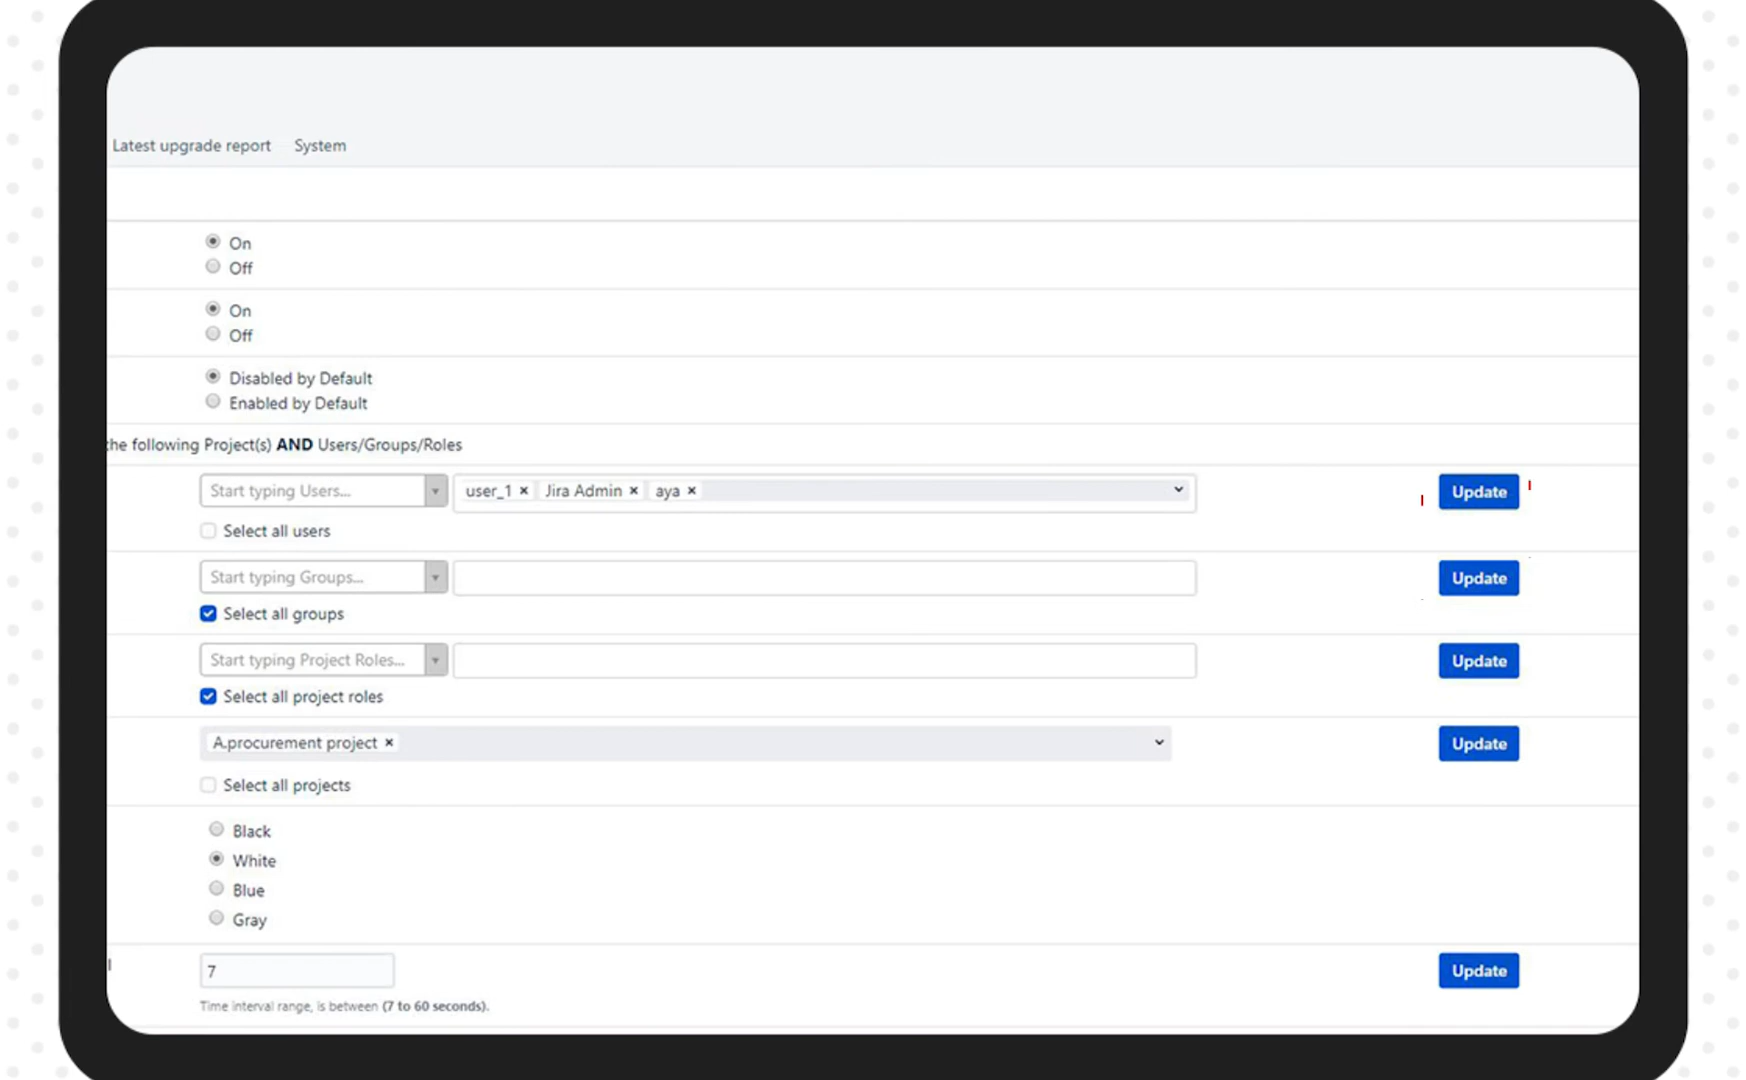 Latest upgrade report System
On
Off
On
Off
Disabled by Default
Enabled by Default
the following Project(s) AND Users/Groups/Roles
Start typing Users... user_1 × Jira Admin × aya × Update
Select all users
Start typing Groups... Update
Select all groups
Start typing Project Roles... Update
Select all project roles
A.procurement project × Update
Select all projects
Black
White
Blue
Gray
7 Update
Time interval range, is between (7 to 60 seconds).